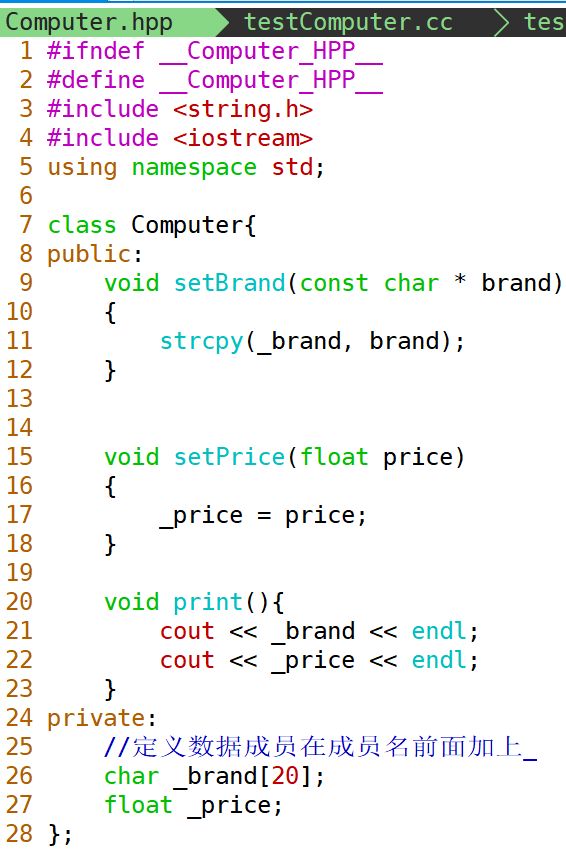 Computer.hpp testComputer.cc tes
1 #ifndef __Computer_HPP__
2 #define __Computer_HPP__
3 #include <string.h>
4 #include <iostream>
5 using namespace std;
6
7 class Computer{
8 public:
9     void setBrand(const char * brand)
10     {
11         strcpy(_brand, brand);
12     }
13
14
15     void setPrice(float price)
16     {
17         _price = price;
18     }
19
20     void print(){
21         cout << _brand << endl;
22         cout << _price << endl;
23     }
24 private:
25     //定义数据成员在成员名前面加上_
26     char _brand[20];
27     float _price;
28 };